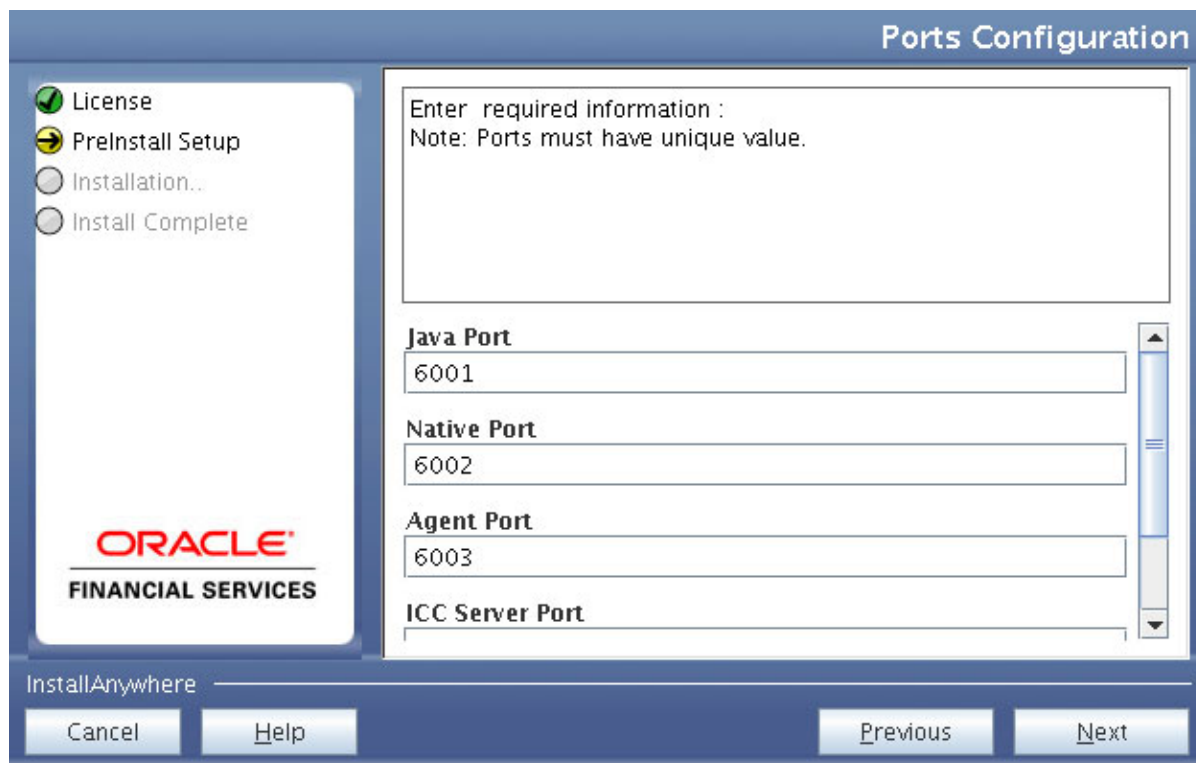 Ports Configuration
License
PreInstall Setup
Installation..
Install Complete
ORACLE
FINANCIAL SERVICES
Enter  required information :
Note: Ports must have unique value.
Java Port
6001
Native Port
6002
Agent Port
6003
ICC Server Port
InstallAnywhere
Cancel
Help
Previous
Next